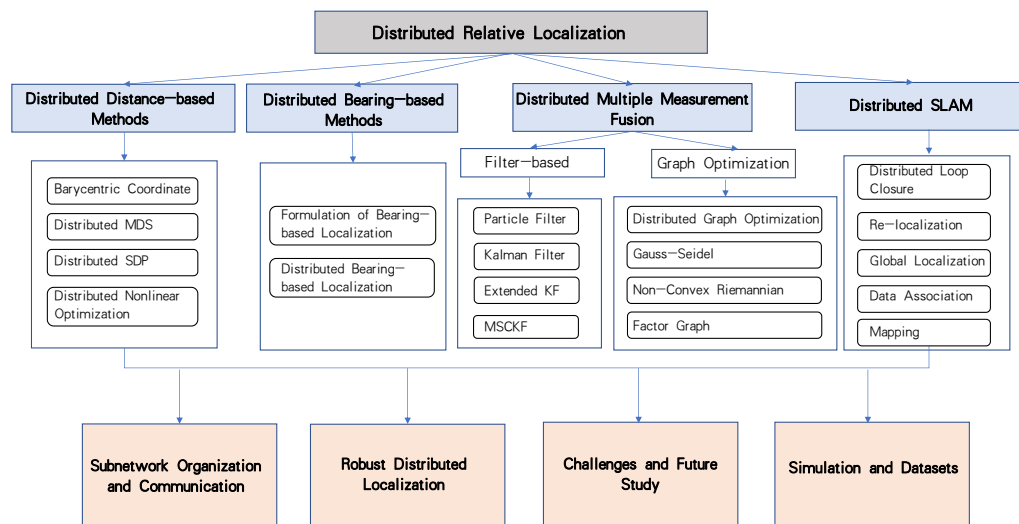 Distributed Relative Localization
Distributed Distance-based
Methods
Distributed Bearing-based
Methods
Distributed Multiple Measurement
Fusion
Distributed SLAM
Barycentric Coordinate
Distributed MDS
Distributed SDP
Distributed Nonlinear
Optimization
Formulation of Bearing-
based Localization
Distributed Bearing-
based Localization
Filter-based
Particle Filter
Kalman Filter
Extended KF
MSCKF
Graph Optimization
Distributed Graph Optimization
Gauss-Seidel
Non-Convex Riemannian
Factor Graph
Distributed Loop
Closure
Re-localization
Global Localization
Data Association
Mapping
Subnetwork Organization
and Communication
Robust Distributed
Localization
Challenges and Future
Study
Simulation and Datasets